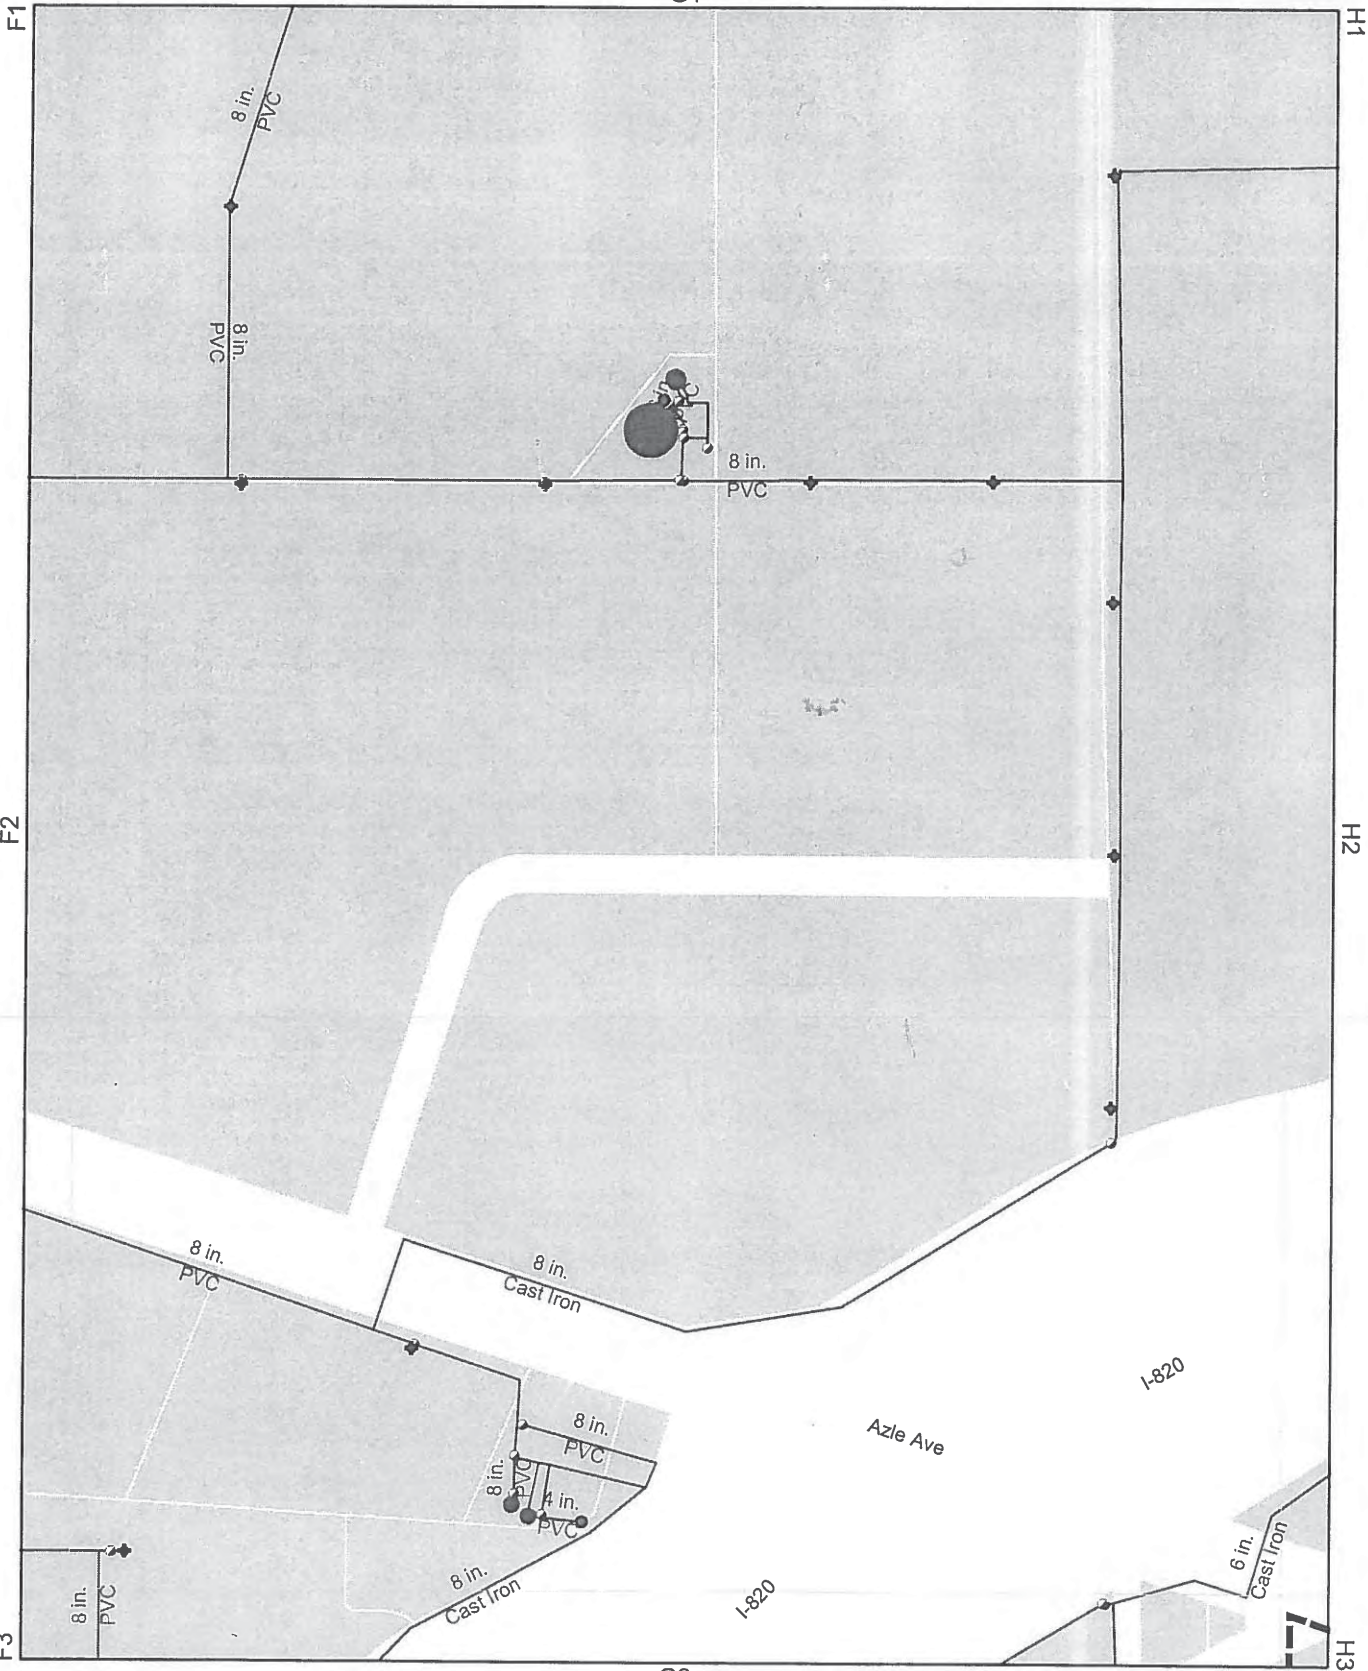 F1
H1
8 in.
PVC
8 in.
PVC
8 in.
PVC
F2
H2
8 in.
PVC
8 in.
Cast Iron
I-820
Azle Ave
8 in.
PVC
8 in.
PVC
4 in.
PVC
8 in.
Cast Iron
6 in.
Cast Iron
I-820
8 in.
PVC
F3
H3